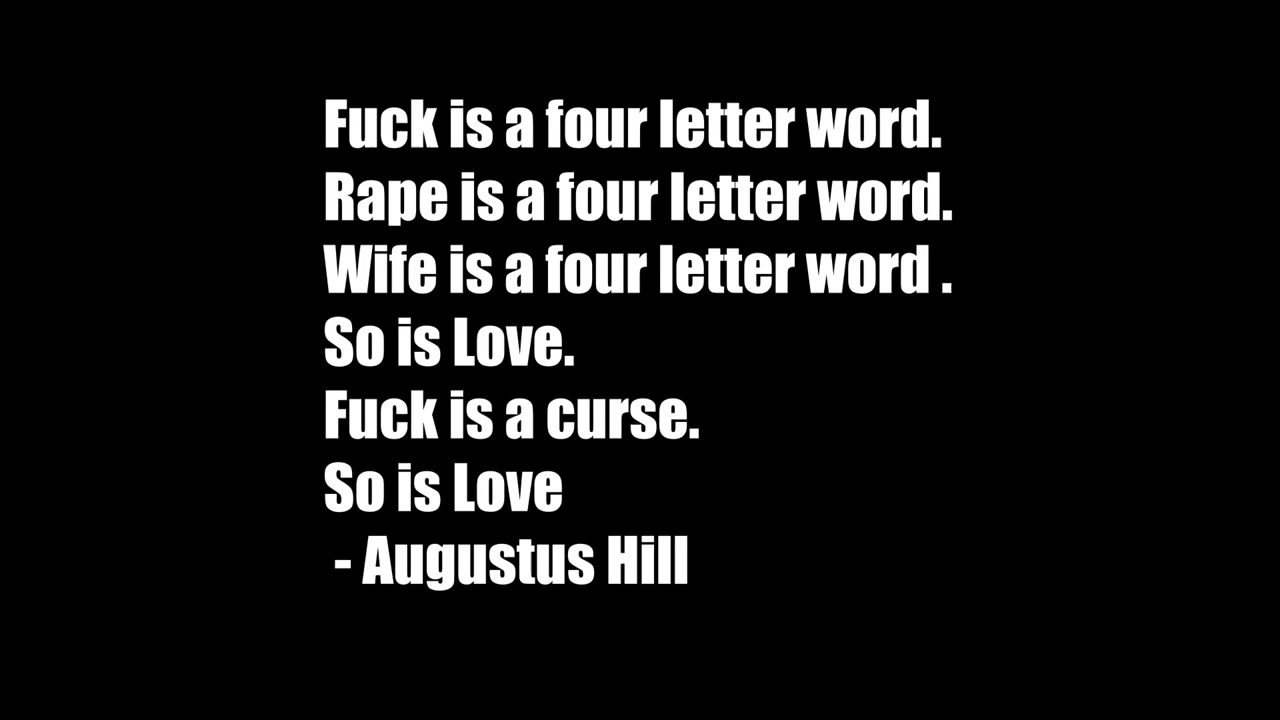 Fuck is a four letter word.
Rape is a four letter word.
Wife is a four letter word .
So is Love.
Fuck is a curse.
So is Love
- Augustus Hill